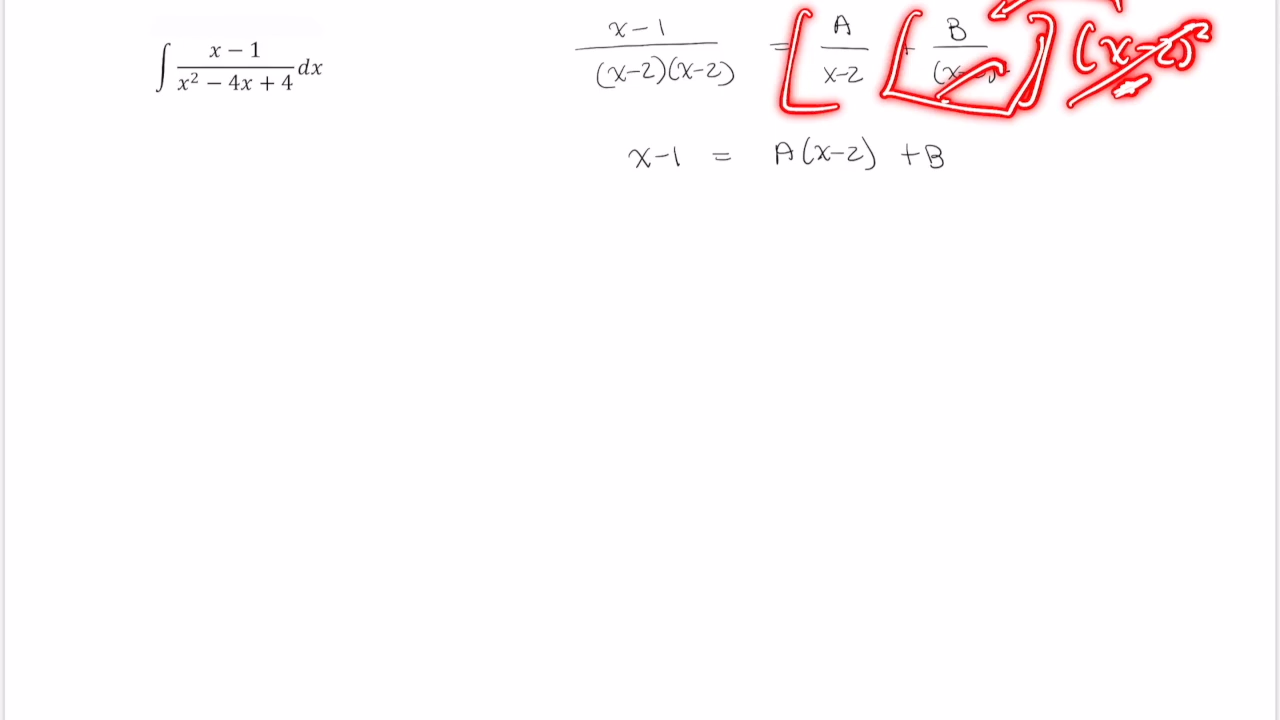 ∫ (x − 1)/(x² − 4x + 4) dx
(x-1)/((x-2)(x-2)) = [A/(x-2) + B/(x-
](x-2)²
x-1 = A(x-2) + B